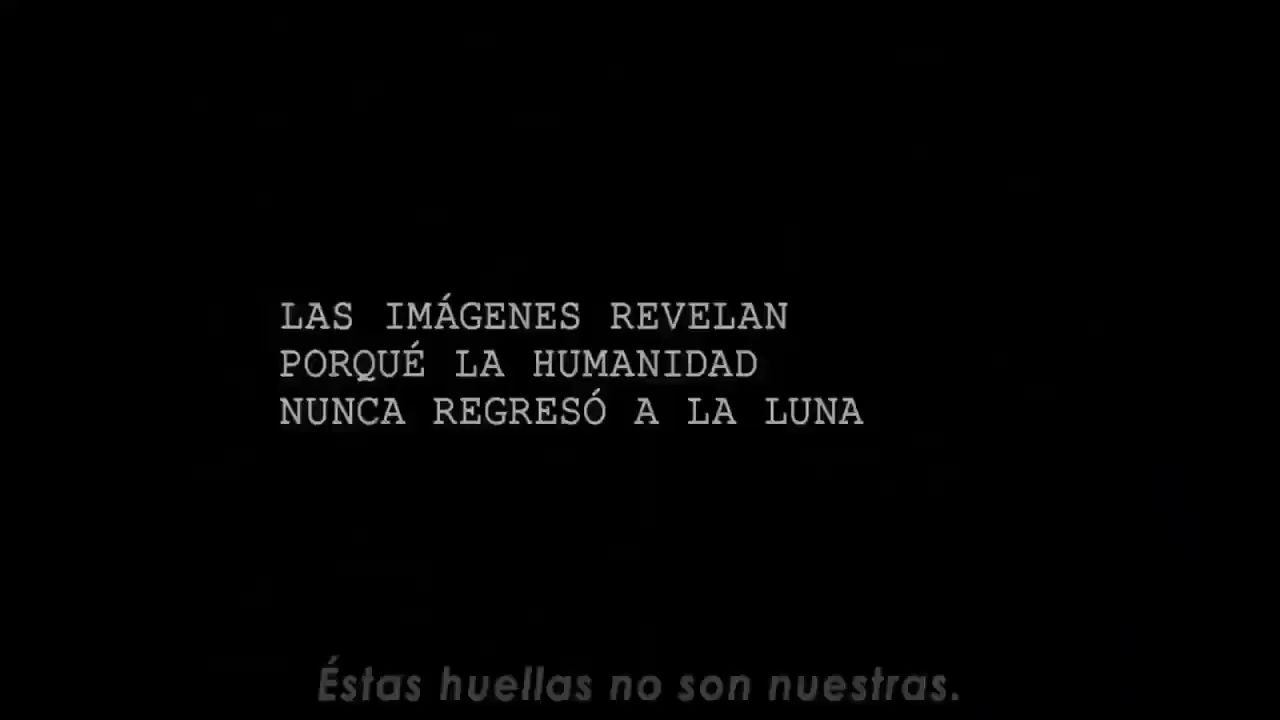 LAS IMÁGENES REVELAN
PORQUÉ LA HUMANIDAD
NUNCA REGRESÓ A LA LUNA
Éstas huellas no son nuestras.